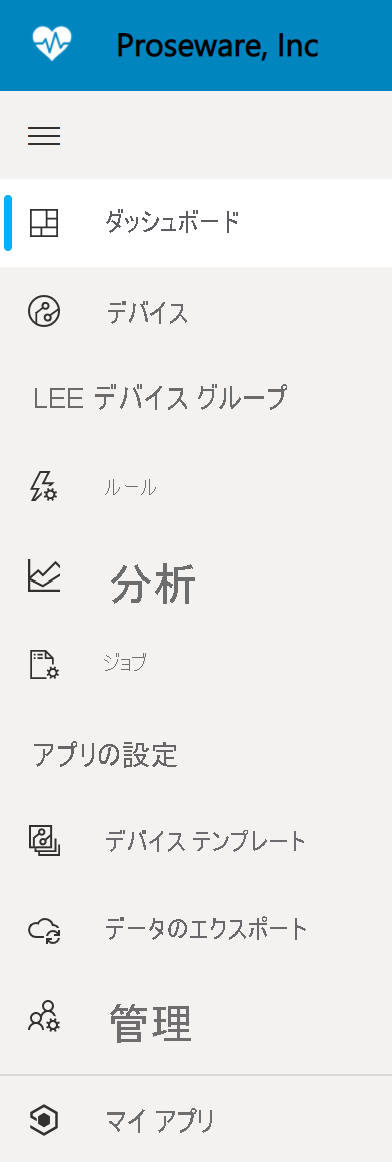 Proseware, Inc
ダッシュボード
デバイス
LEE デバイス グループ
ルール
分析
ジョブ
アプリの設定
デバイス テンプレート
データのエクスポート
管理
マイ アプリ